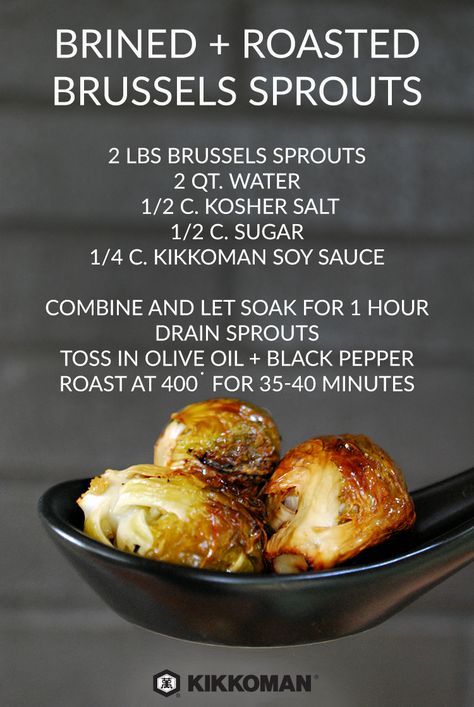 BRINED + ROASTED
BRUSSELS SPROUTS
2 LBS BRUSSELS SPROUTS
2 QT. WATER
1/2 C. KOSHER SALT
1/2 C. SUGAR
1/4 C. KIKKOMAN SOY SAUCE
COMBINE AND LET SOAK FOR 1 HOUR
DRAIN SPROUTS
TOSS IN OLIVE OIL + BLACK PEPPER
ROAST AT 400˚ FOR 35-40 MINUTES
萬 KIKKOMAN®